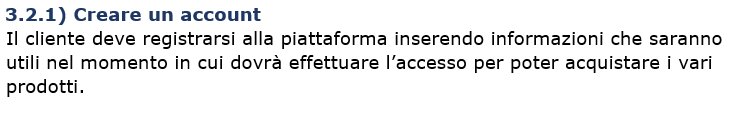 3.2.1) Creare un account
Il cliente deve registrarsi alla piattaforma inserendo informazioni che saranno
utili nel momento in cui dovrà effettuare l’accesso per poter acquistare i vari
prodotti.